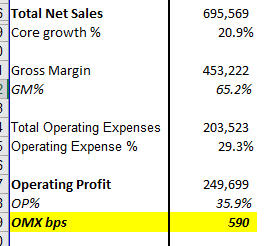 Total Net Sales 695,569
Core growth % 20.9%
Gross Margin 453,222
GM% 65.2%
Total Operating Expenses 203,523
Operating Expense % 29.3%
Operating Profit 249,699
OP% 35.9%
OMX bps 590